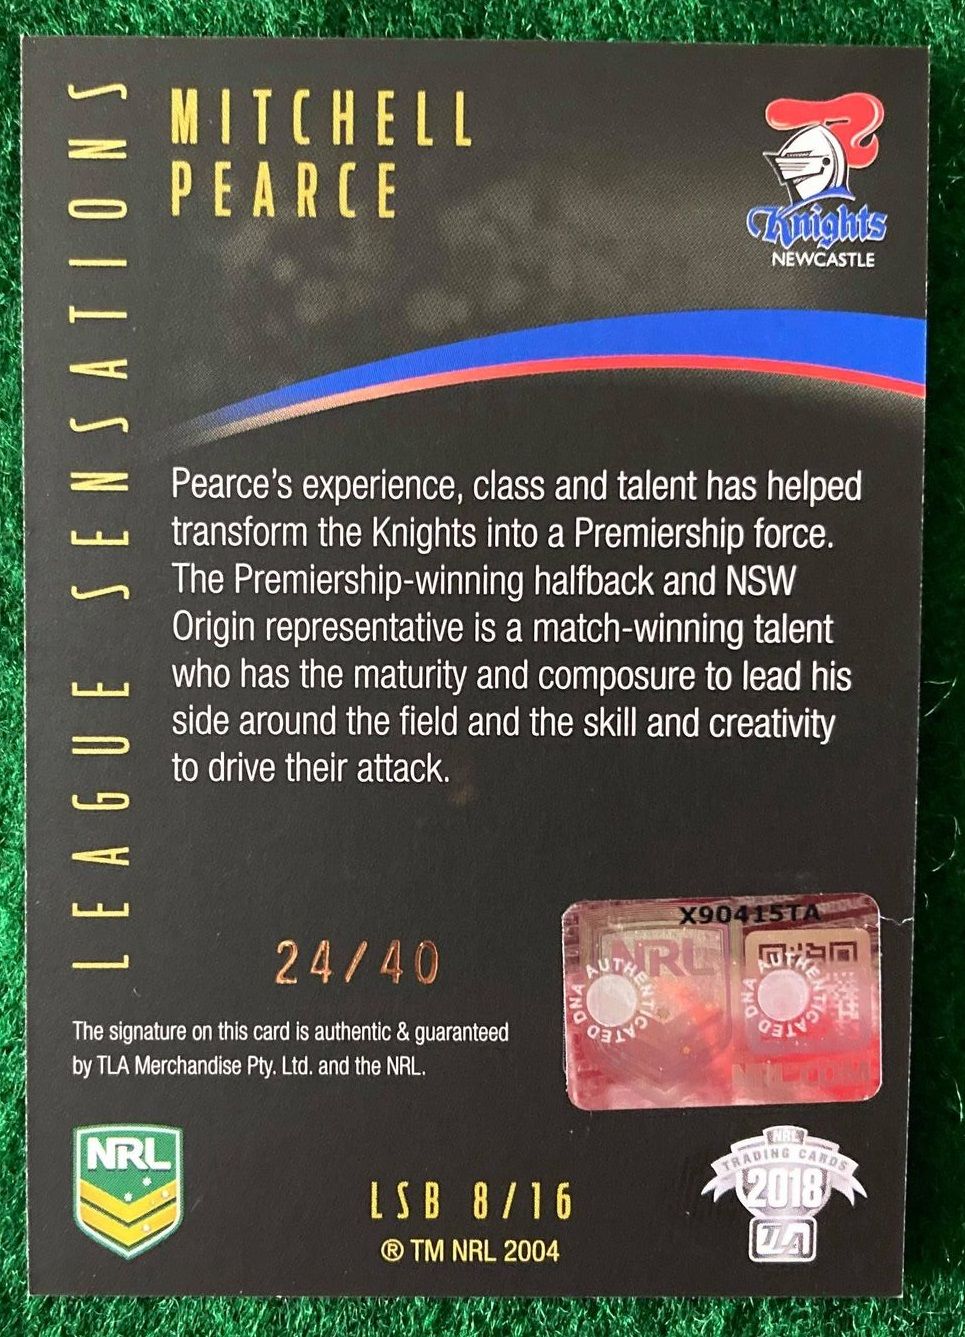 LEAGUE SENSATIONS
MITCHELL
PEARCE
Knights
NEWCASTLE
Pearce's experience, class and talent has helped
transform the Knights into a Premiership force.
The Premiership-winning halfback and NSW
Origin representative is a match-winning talent
who has the maturity and composure to lead his
side around the field and the skill and creativity
to drive their attack.
24/40
X90415TA
NRL
DNA AUTHENTICATED
DNA AUTHENTICATED
NRL.COM
The signature on this card is authentic & guaranteed
by TLA Merchandise Pty. Ltd. and the NRL.
NRL
LSB 8/16
® TM NRL 2004
NRL
TRADING CARDS
2018
TLA